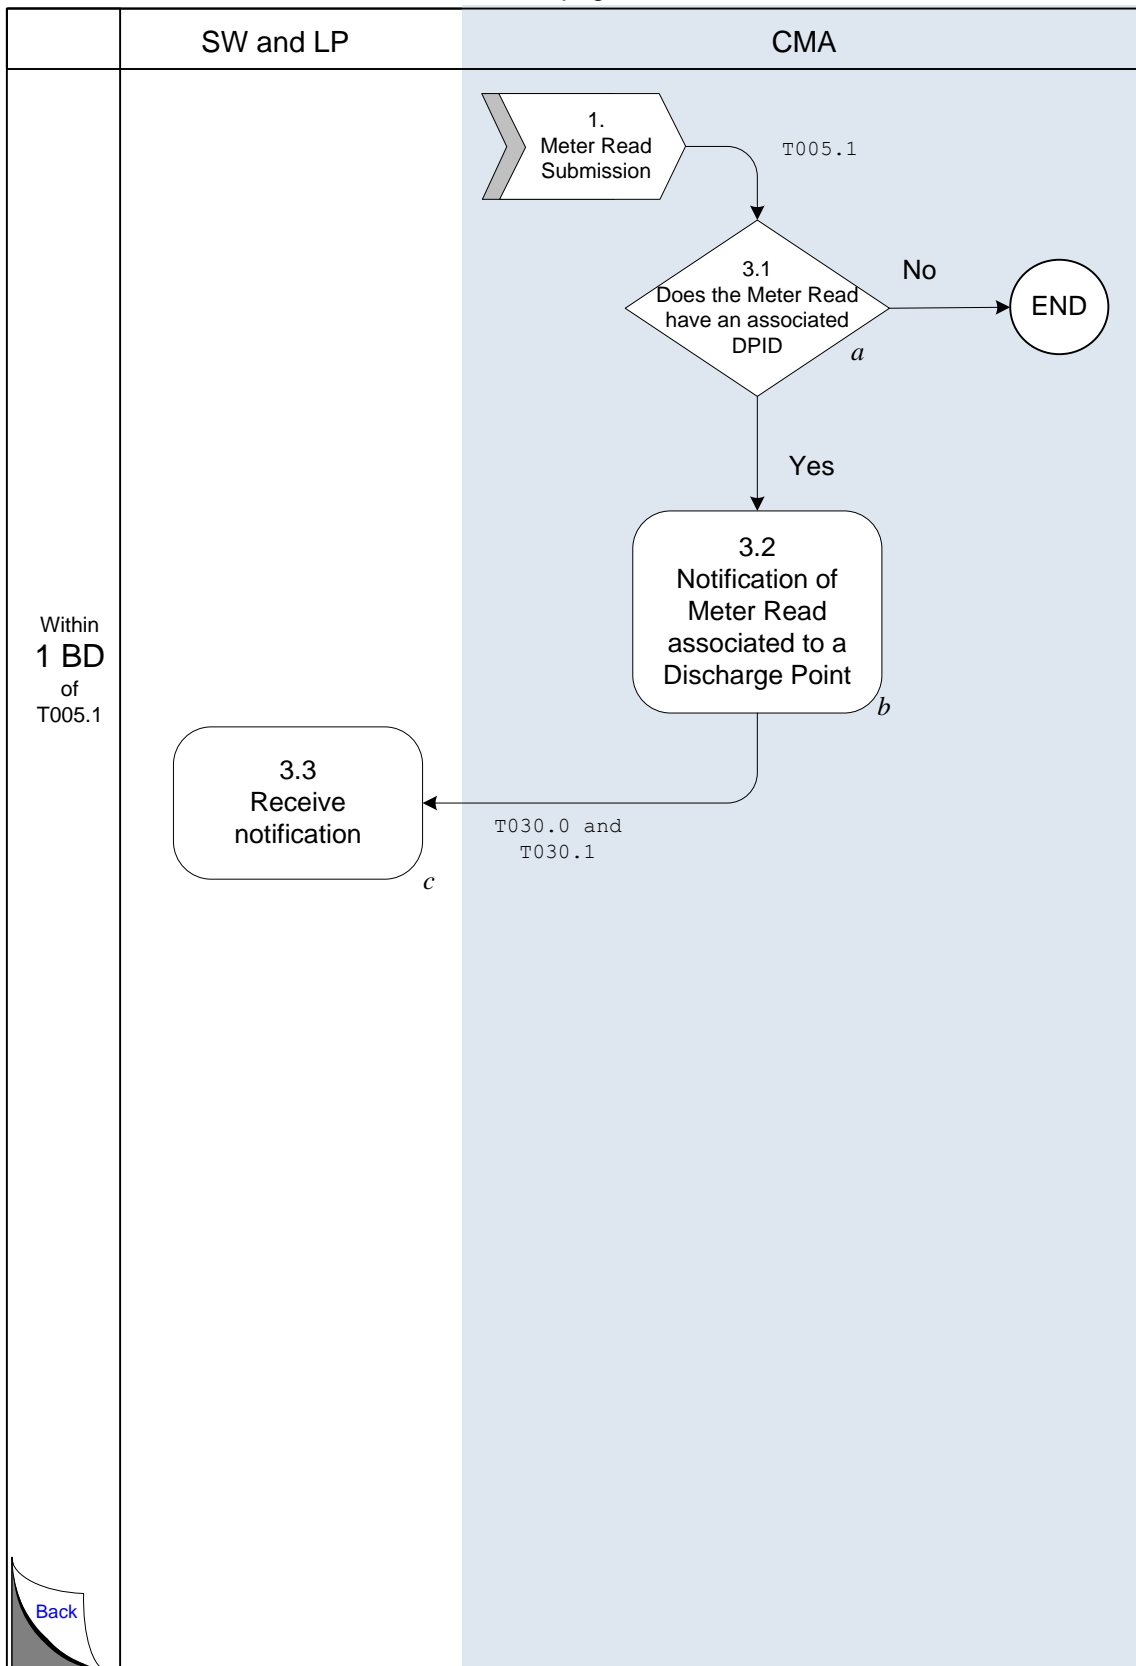 SW and LP
CMA
1.
Meter Read
Submission
T005.1
3.1
Does the Meter Read
have an associated
DPID
a
No
END
Yes
3.2
Notification of
Meter Read
associated to a
Discharge Point
b
Within
1 BD
of
T005.1
3.3
Receive
notification
c
T030.0 and
T030.1
Back